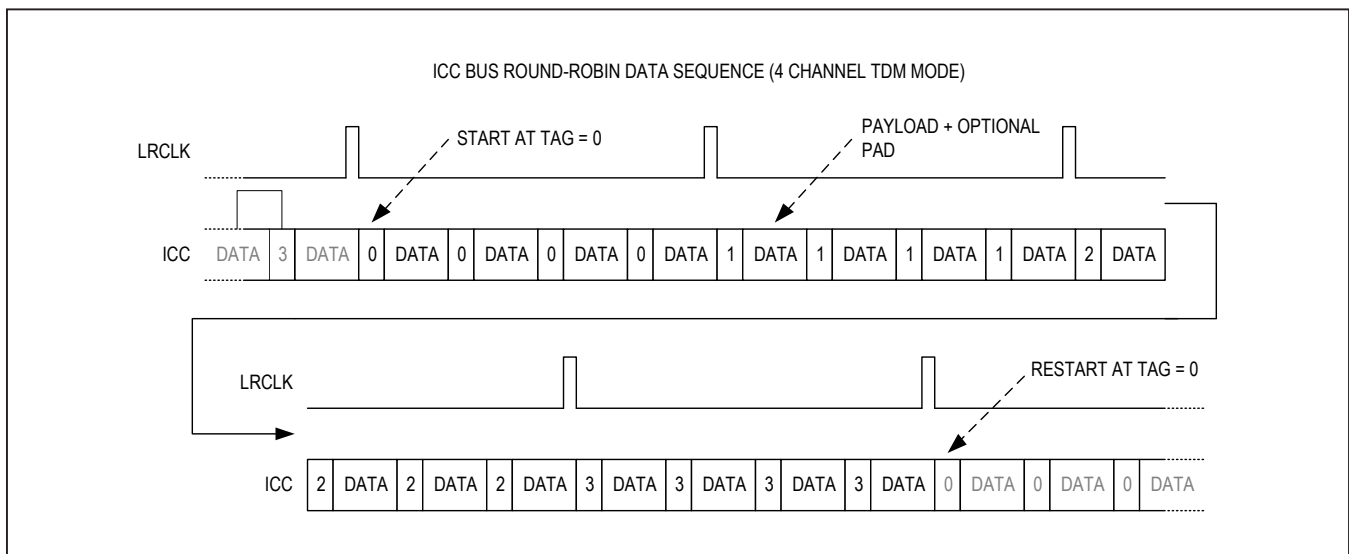 ICC BUS ROUND-ROBIN DATA SEQUENCE (4 CHANNEL TDM MODE)
LRCLK
START AT TAG = 0
PAYLOAD + OPTIONAL
PAD
ICC DATA 3 DATA 0 DATA 0 DATA 0 DATA 0 DATA 1 DATA 1 DATA 1 DATA 1 DATA 2 DATA
LRCLK
RESTART AT TAG = 0
ICC 2 DATA 2 DATA 2 DATA 3 DATA 3 DATA 3 DATA 3 DATA 0 DATA 0 DATA 0 DATA